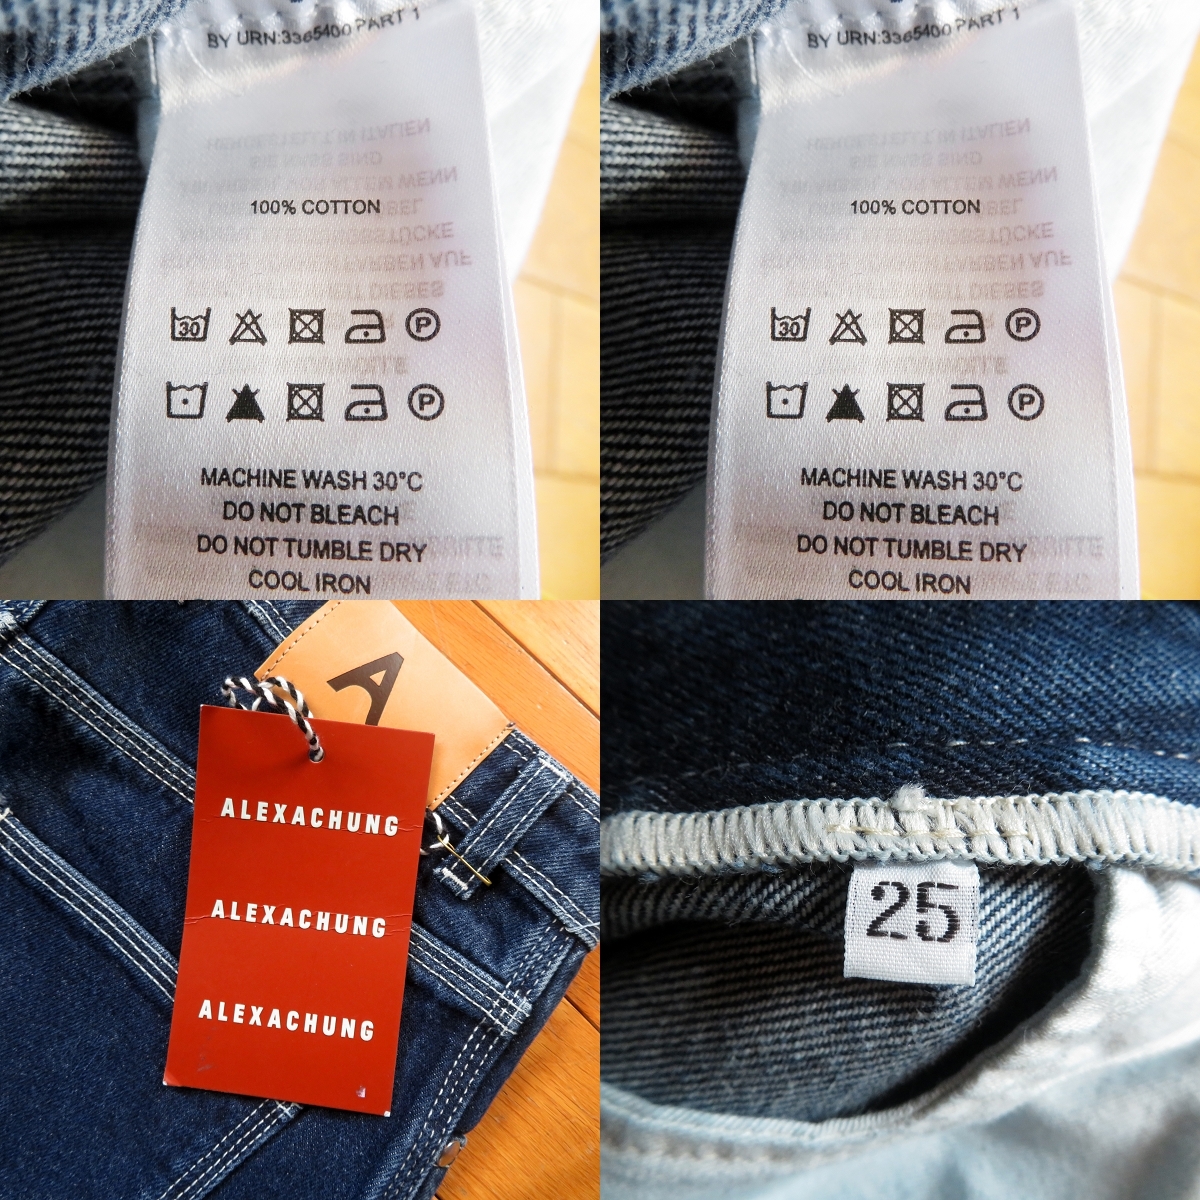 BY URN:3365400 PART 1
100% COTTON
30
P
P
MACHINE WASH 30°C
DO NOT BLEACH
DO NOT TUMBLE DRY
COOL IRON
BY URN:3365400 PART 1
100% COTTON
30
P
P
MACHINE WASH 30°C
DO NOT BLEACH
DO NOT TUMBLE DRY
COOL IRON
A
ALEXACHUNG
ALEXACHUNG
ALEXACHUNG
25